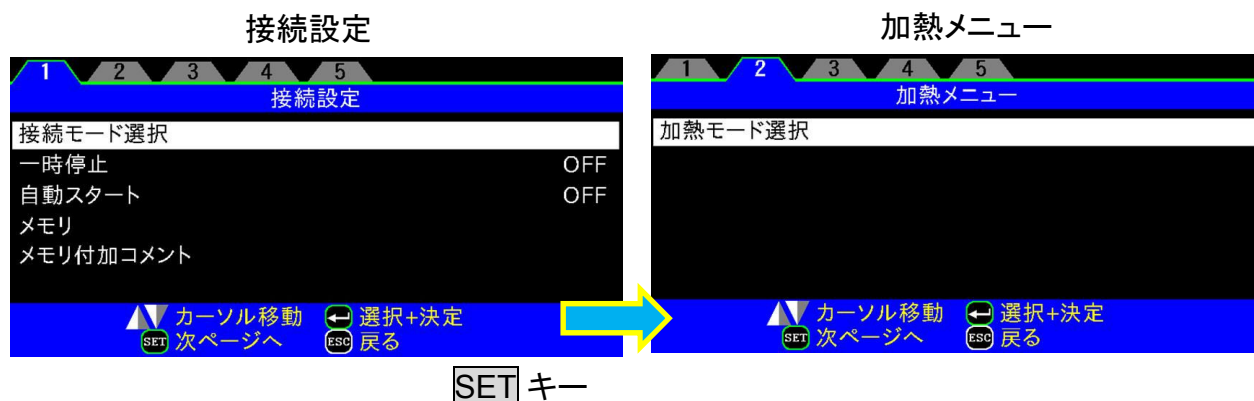 接続設定
1 2 3 4 5
接続設定
接続モード選択
一時停止 OFF
自動スタート OFF
メモリ
メモリ付加コメント
カーソル移動 選択+決定
SET 次ページへ ESC 戻る
加熱メニュー
1 2 3 4 5
加熱メニュー
加熱モード選択
カーソル移動 選択+決定
SET 次ページへ ESC 戻る
SET キー